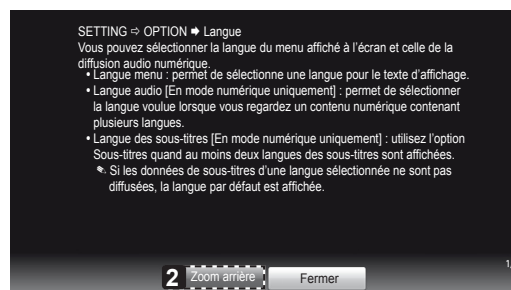 SETTING ⇨ OPTION ➡ Langue
Vous pouvez sélectionner la langue du menu affiché à l'écran et celle de la
diffusion audio numérique.
• Langue menu : permet de sélectionne une langue pour le texte d'affichage.
• Langue audio [En mode numérique uniquement] : permet de sélectionner
la langue voulue lorsque vous regardez un contenu numérique contenant
plusieurs langues.
• Langue des sous-titres [En mode numérique uniquement] : utilisez l'option
Sous-titres quand au moins deux langues des sous-titres sont affichées.
✎ Si les données de sous-titres d'une langue sélectionnée ne sont pas
diffusées, la langue par défaut est affichée.
2 Zoom arrière Fermer